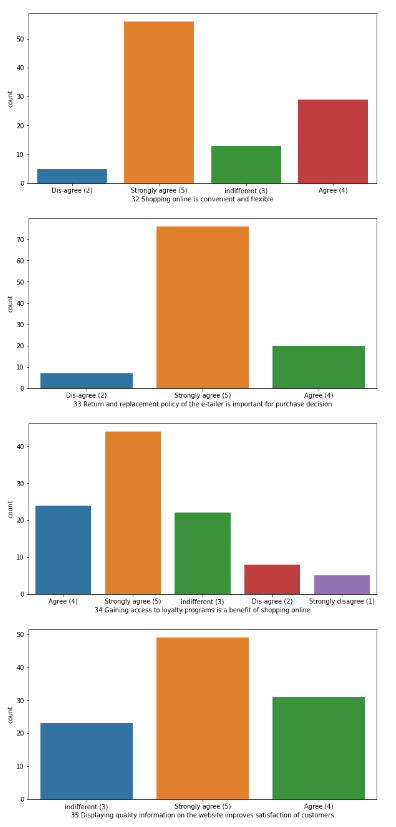 50
40
30
20
10
0
count
Dis-agree (2) Strongly agree (5) indifferent (3) Agree (4)
32 Shopping online is convenient and flexible
70
60
50
40
30
20
10
0
count
Dis-agree (2) Strongly agree (5) Agree (4)
33 Return and replacement policy of the e-tailer is important for purchase decision
40
30
20
10
0
count
Agree (4) Strongly agree (5) indifferent (3) Dis-agree (2) Strongly disagree (1)
34 Gaining access to loyalty programs is a benefit of shopping online
50
40
30
20
10
0
count
indifferent (3) Strongly agree (5) Agree (4)
35 Displaying quality Information on the website improves satisfaction of customers